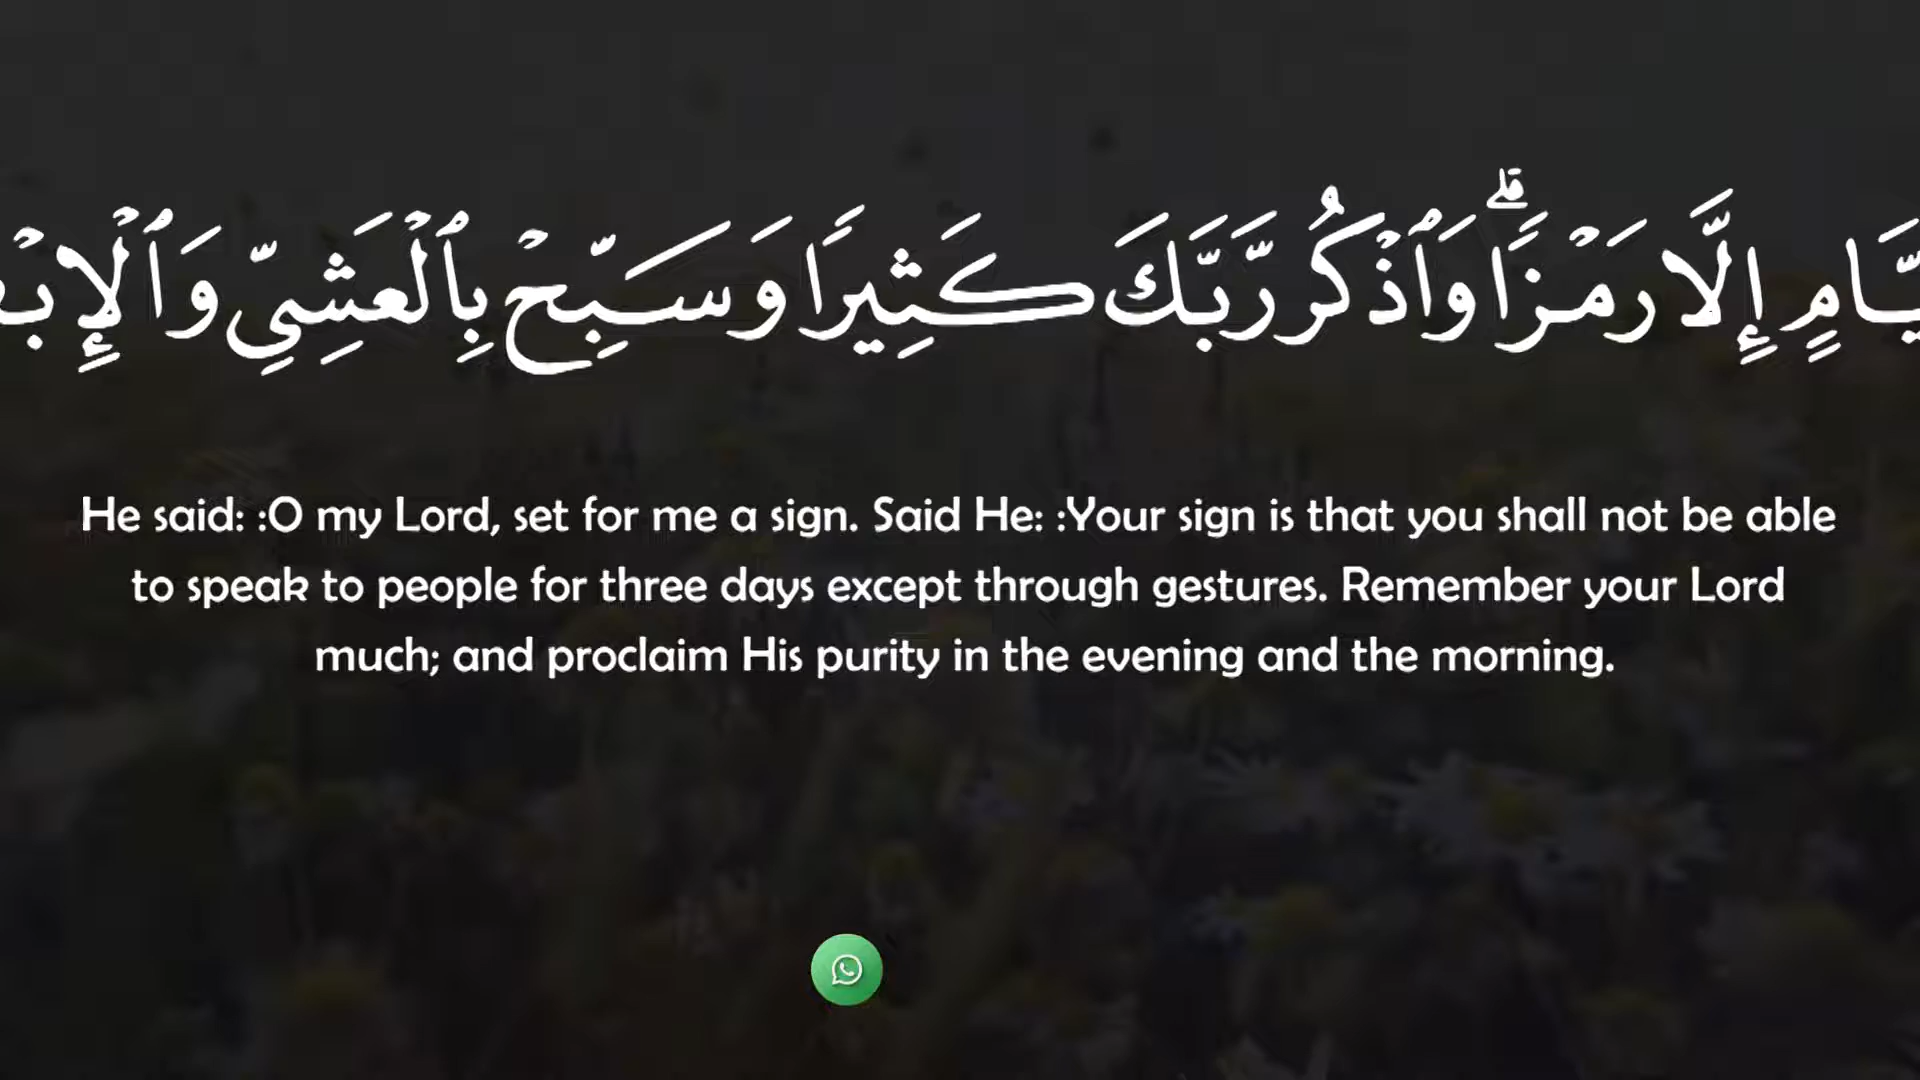 إِلَّا رَمْزًا ۗ وَٱذْكُر رَّبَّكَ كَثِيرًا وَسَبِّحْ بِٱلْعَشِىِّ
He said: :O my Lord, set for me a sign. Said He: :Your sign is that you shall not be able
to speak to people for three days except through gestures. Remember your Lord
much; and proclaim His purity in the evening and the morning.